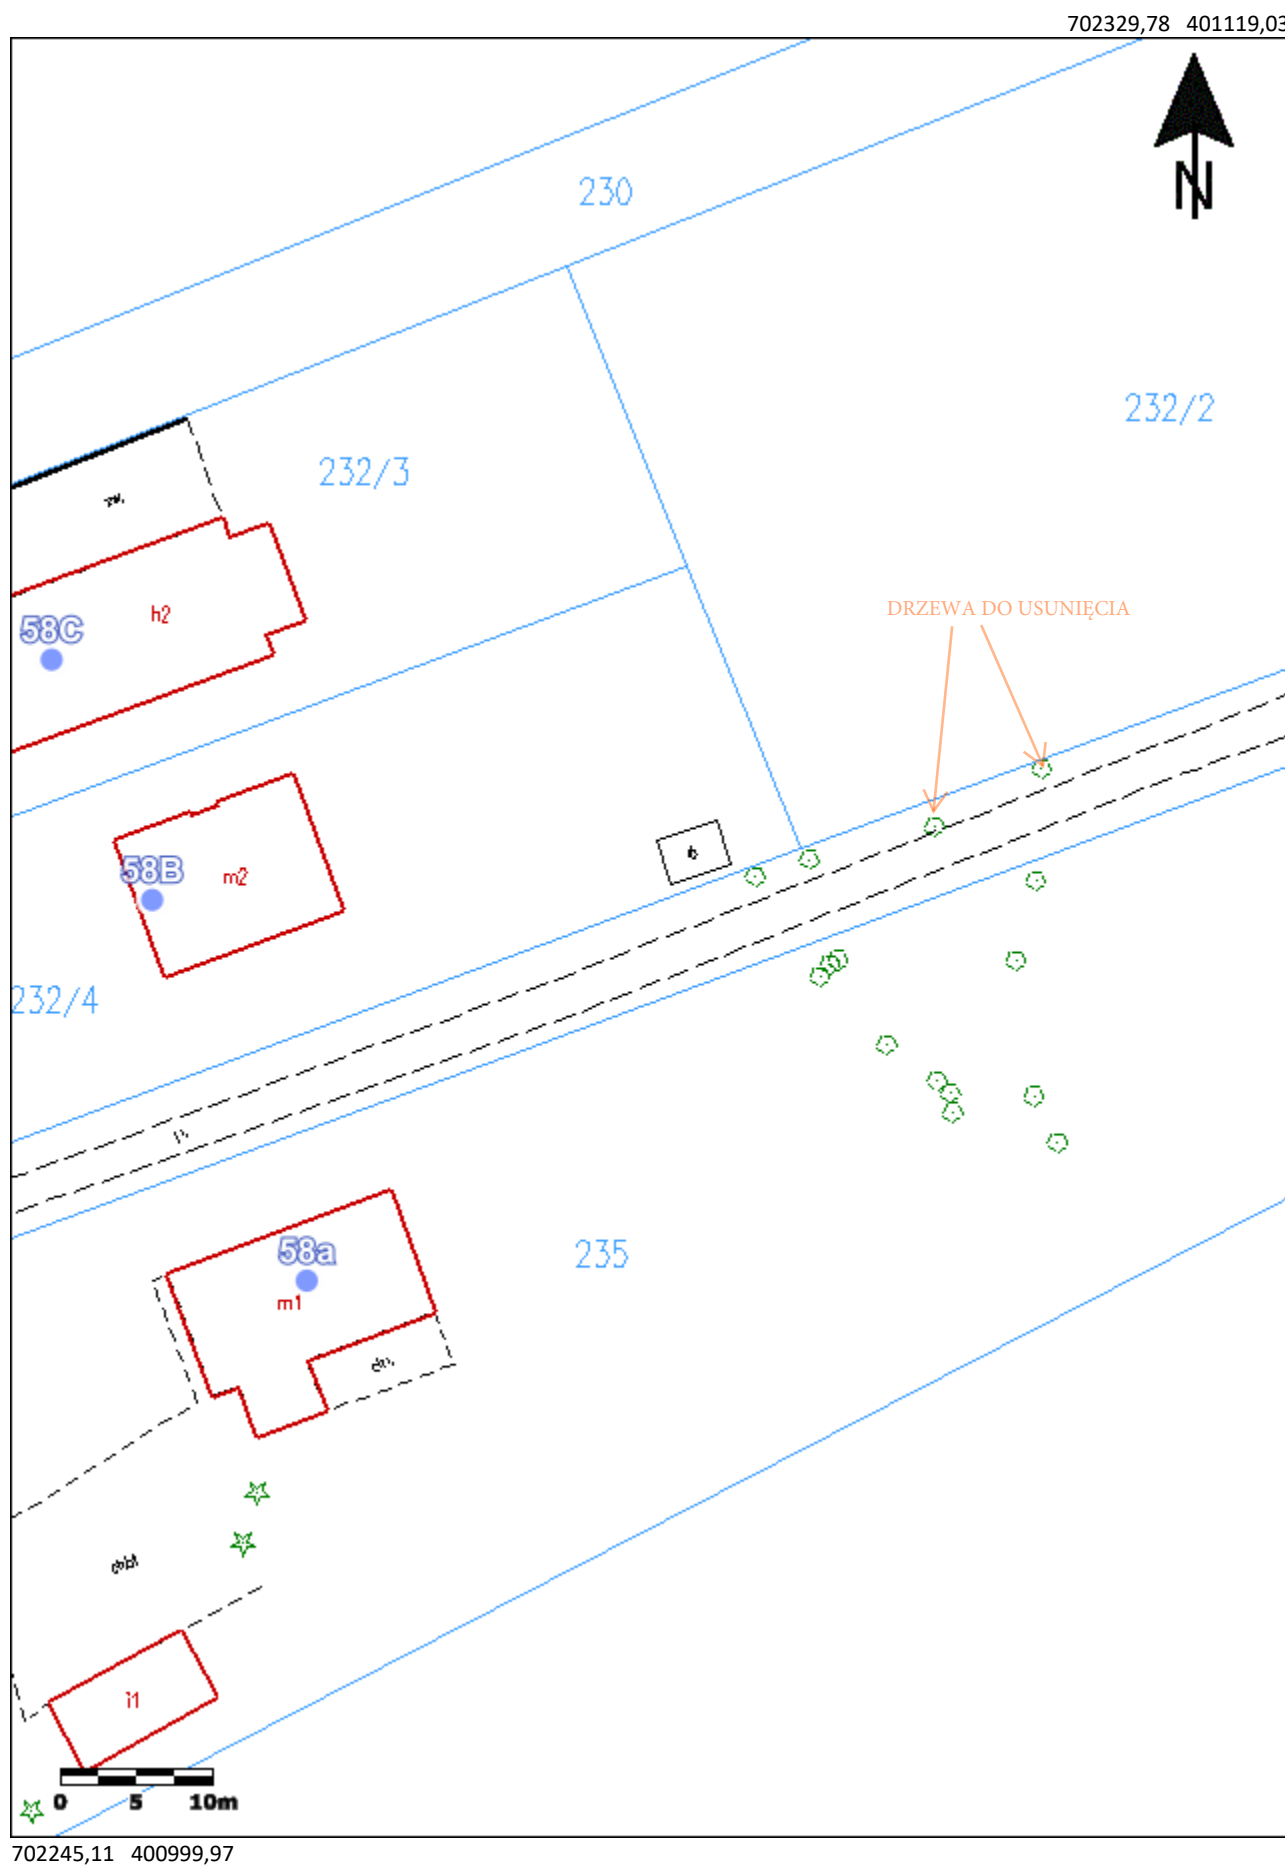 702329,78 401119,03
N
230
232/2
232/3
h2
58C
DRZEWA DO USUNIĘCIA
58B
m2
232/4
58a
m1
235
i1
0 5 10m
702245,11 400999,97